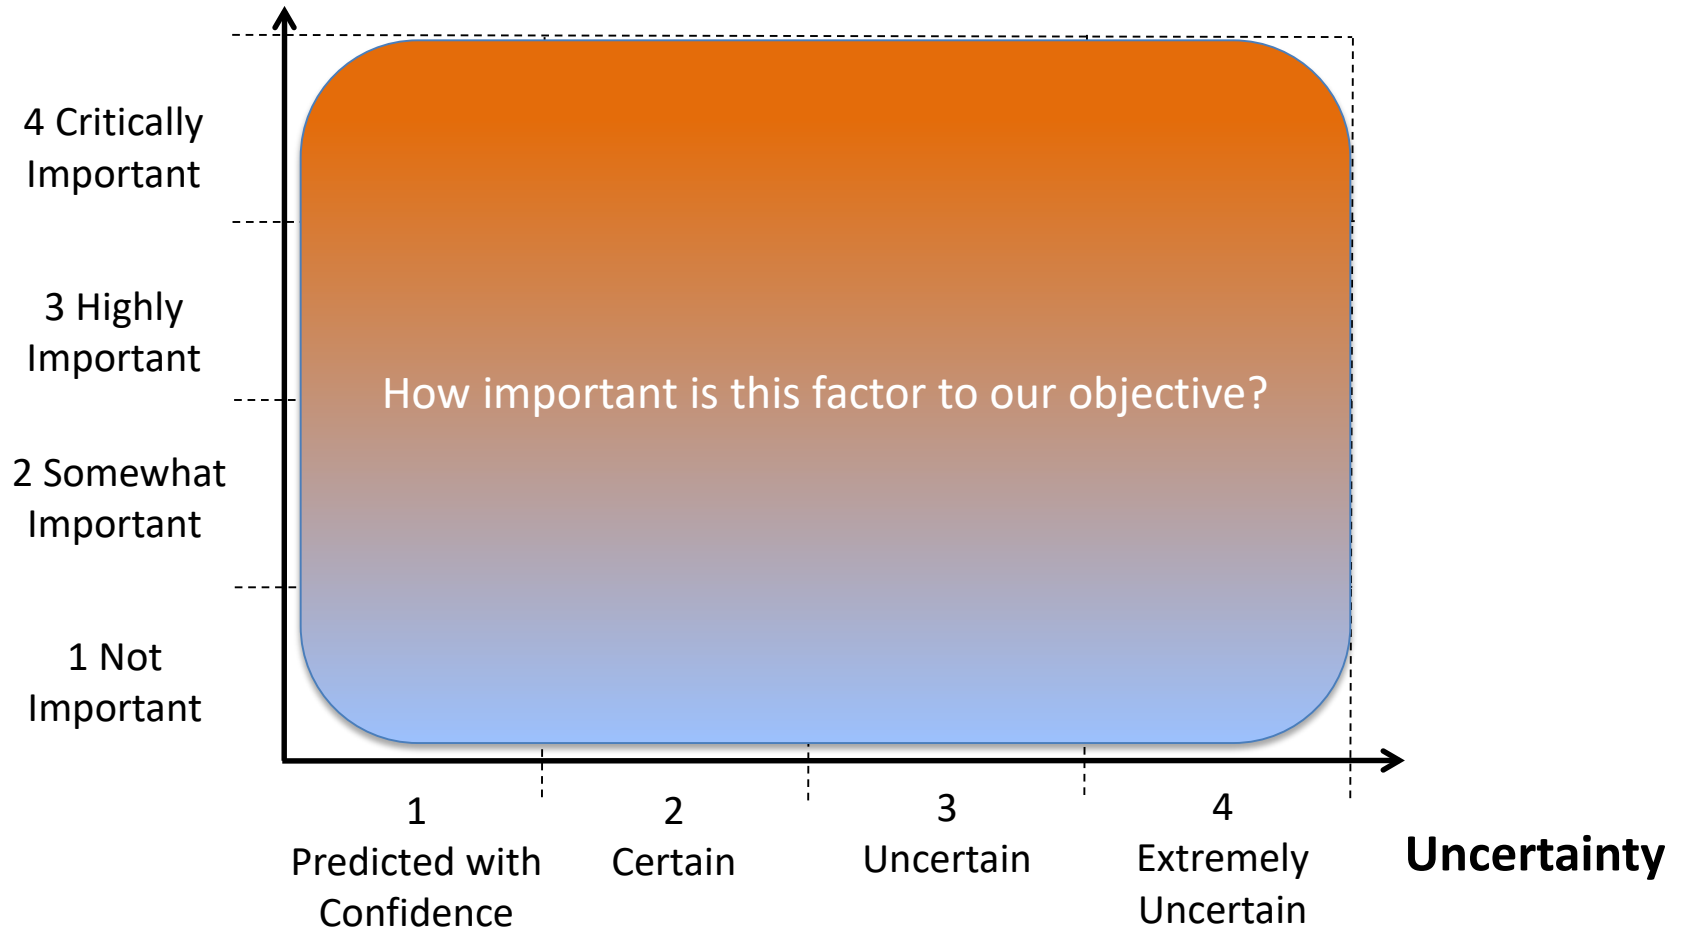 4 Critically
Important
3 Highly
Important
How important is this factor to our objective?
2 Somewhat
Important
1 Not
Important
1
Predicted with
Confidence
2
Certain
3
Uncertain
4
Extremely
Uncertain
Uncertainty